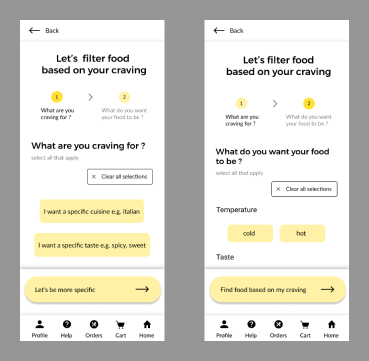 Back
Let's filter food
based on your craving
1
2
What are you
craving for ?
What do you want
your food to be ?
What are you craving for ?
select all that apply
× Clear all selections
I want a specific cuisine e.g. italian
I want a specific taste e.g. spicy, sweet
Let's be more specific
Profile Help Orders Cart Home
Back
Let's filter food
based on your craving
1
2
What are you
craving for ?
What do you want
your food to be ?
What do you want your food
to be ?
select all that apply
× Clear all selections
Temperature
cold hot
Taste
Find food based on my craving
Profile Help Orders Cart Home